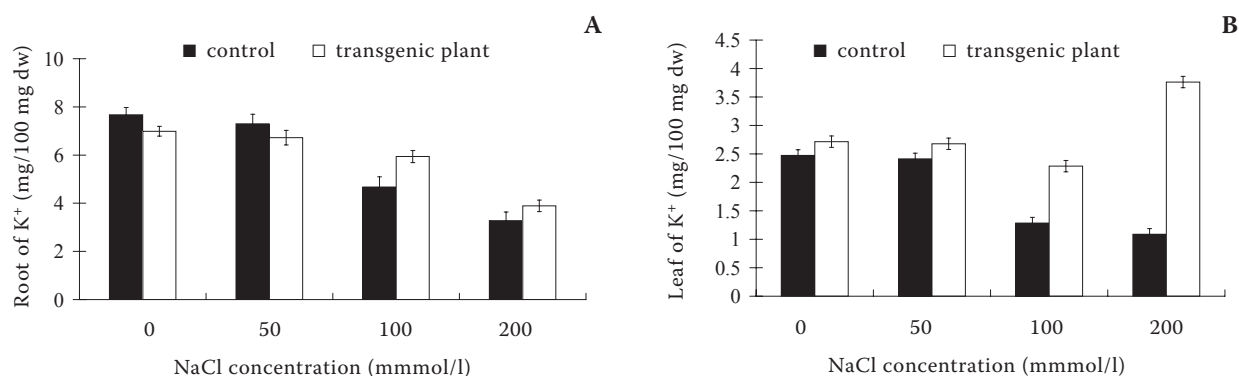 A
■ control □ transgenic plant
Root of K⁺ (mg/100 mg dw)
10
8
6
4
2
0
0 50 100 200
NaCl concentration (mmmol/l)
B
■ control □ transgenic plant
Leaf of K⁺ (mg/100 mg dw)
4.5
4
3.5
3
2.5
2
1.5
1
0.5
0
0 50 100 200
NaCl concentration (mmmol/l)